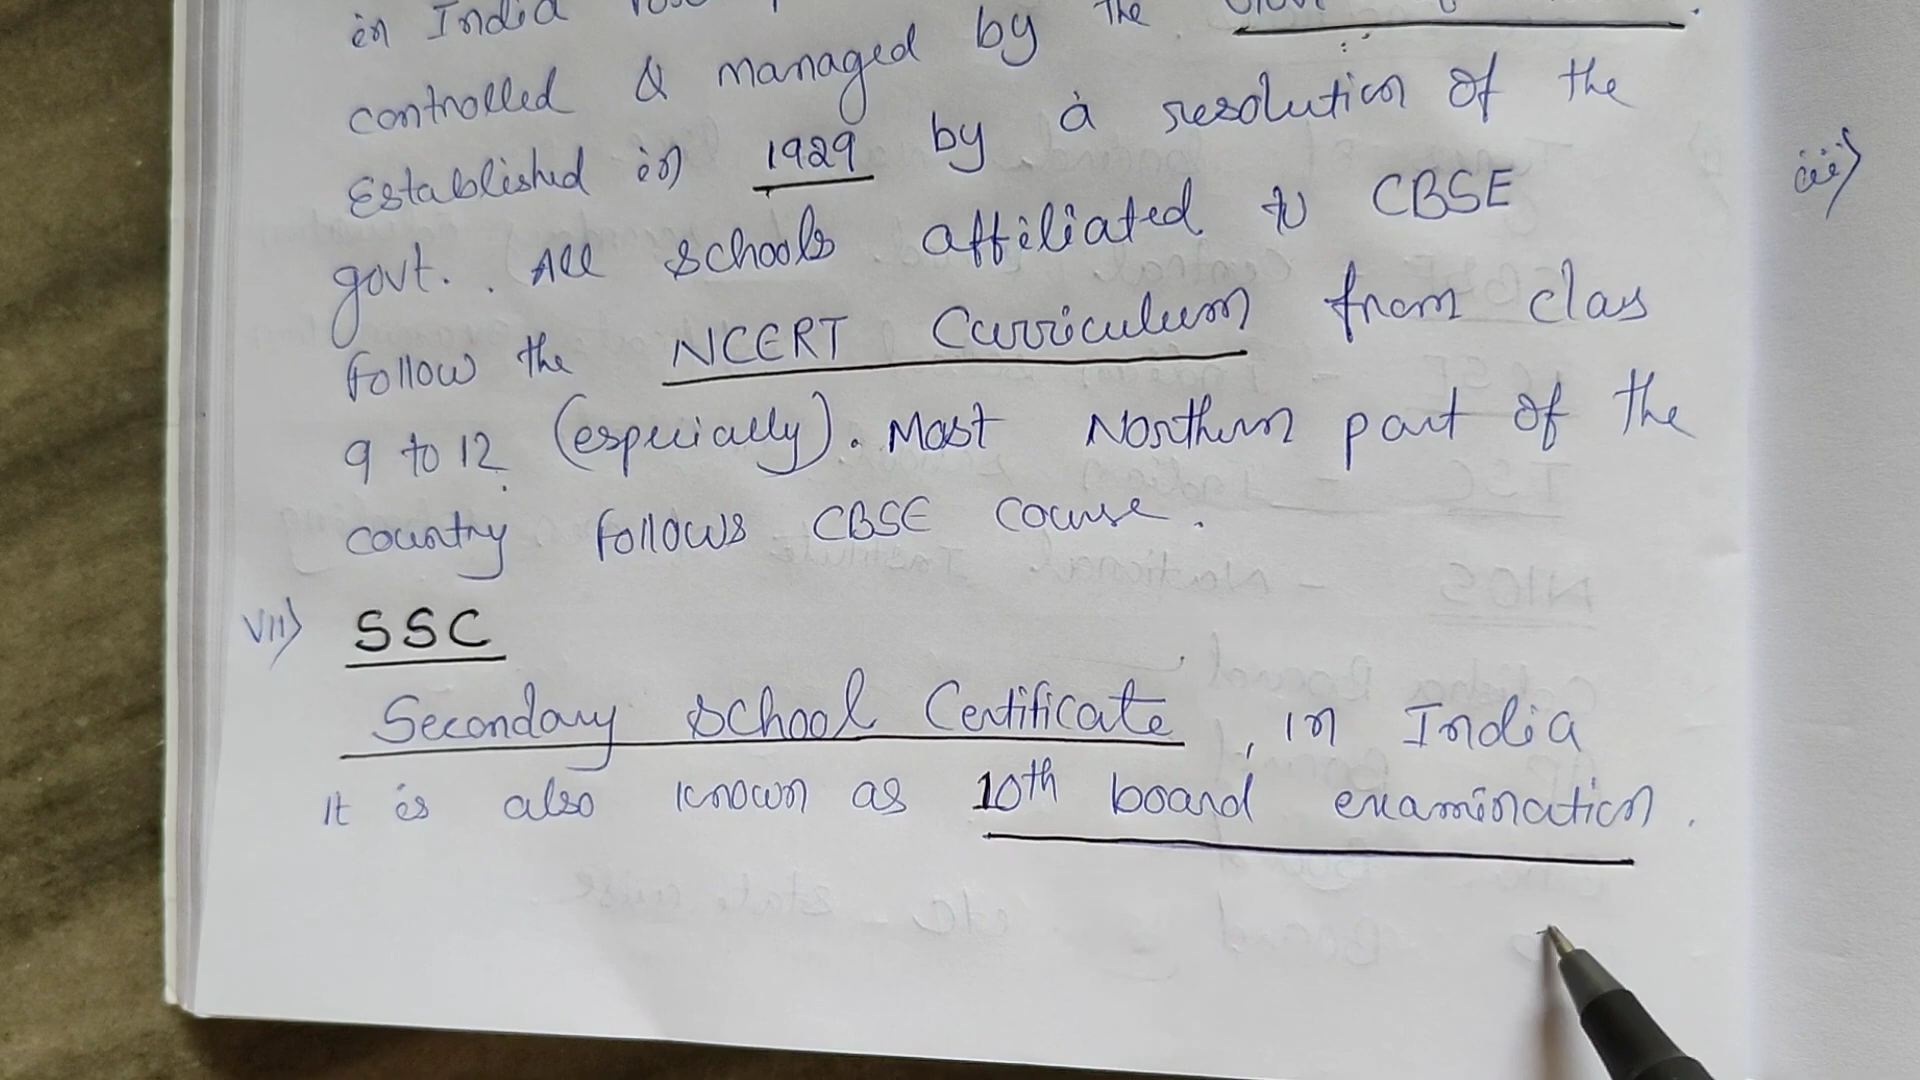 in India
controlled & managed by the
Established in 1929 by a resolution of the
govt. . All schools affiliated to CBSE
follow the NCERT Curriculum from class
9 to 12 (especially). Most Northern part of the
country follows CBSE course.
VII) SSC
Secondary School Certificate, in India
it is also known as 10th board examination.
iii)